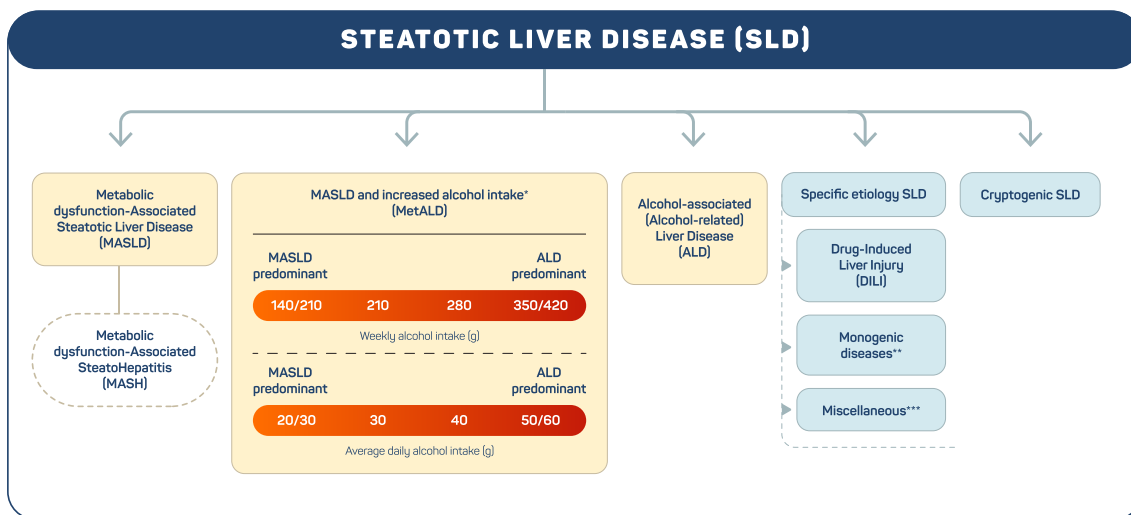 STEATOTIC LIVER DISEASE (SLD)
Metabolic
dysfunction-Associated
Steatotic Liver Disease
(MASLD)
Metabolic
dysfunction-Associated
SteatoHepatitis
(MASH)
MASLD and increased alcohol intake*
(MetALD)
MASLD
predominant
ALD
predominant
140/210 210 280 350/420
Weekly alcohol intake (g)
MASLD
predominant
ALD
predominant
20/30 30 40 50/60
Average daily alcohol intake (g)
Alcohol-associated
(Alcohol-related)
Liver Disease
(ALD)
Specific etiology SLD
Drug-Induced
Liver Injury
(DILI)
Monogenic
diseases**
Miscellaneous***
Cryptogenic SLD